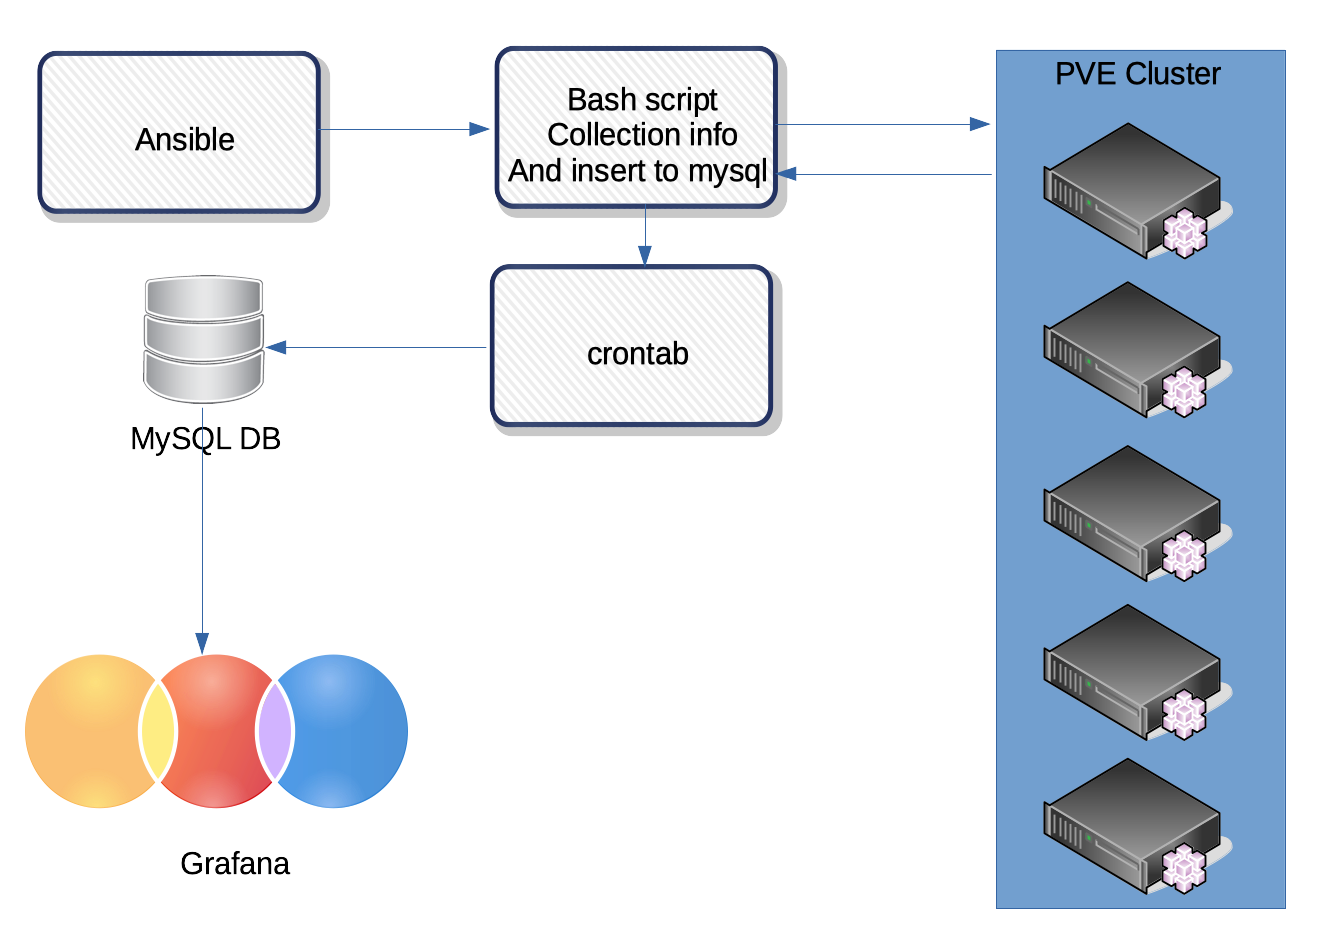 Ansible
Bash script
Collection info
And insert to mysql
PVE Cluster
crontab
MySQL DB
Grafana